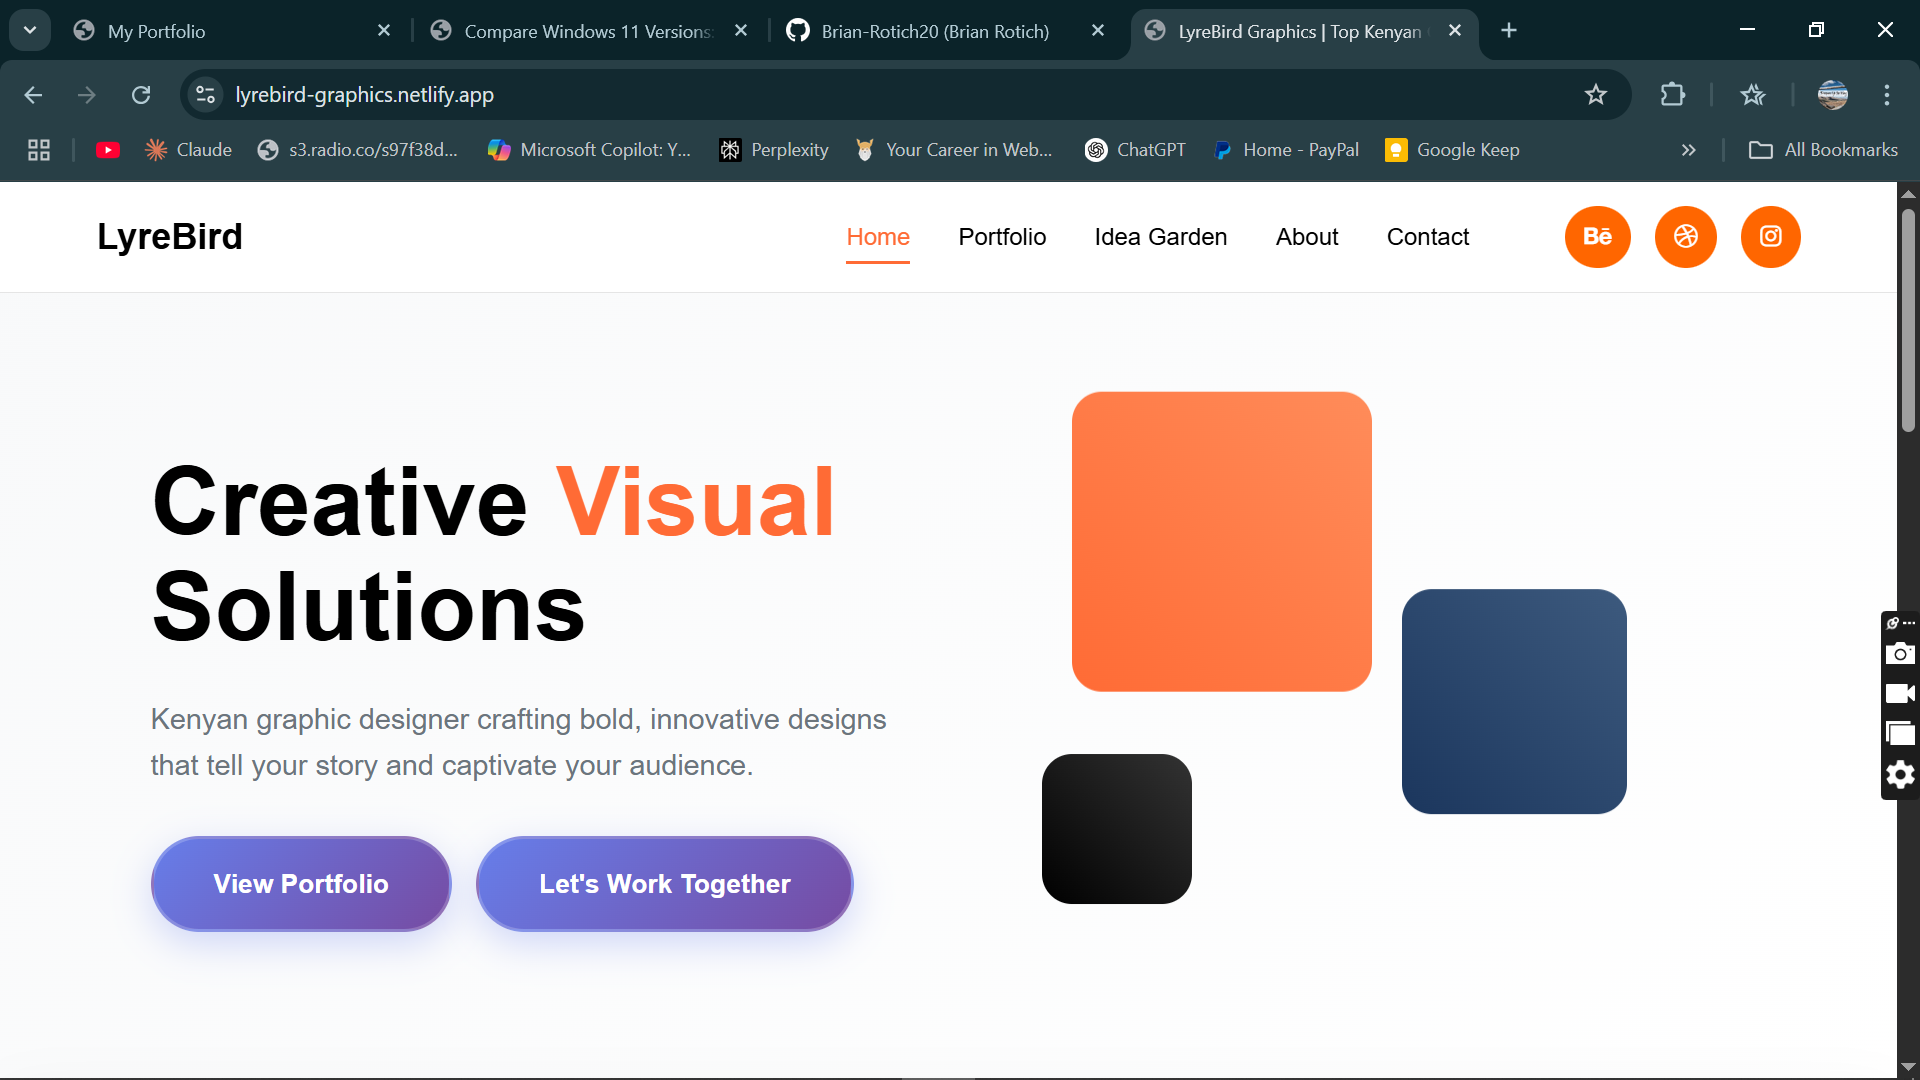 My Portfolio
Compare Windows 11 Versions:
Brian-Rotich20 (Brian Rotich)
LyreBird Graphics | Top Kenyan
lyrebird-graphics.netlify.app
Claude
s3.radio.co/s97f38d...
Microsoft Copilot: Y...
Perplexity
Your Career in Web...
ChatGPT
Home - PayPal
Google Keep
All Bookmarks
LyreBird
Home
Portfolio
Idea Garden
About
Contact
Bē
Creative Visual
Solutions
Kenyan graphic designer crafting bold, innovative designs
that tell your story and captivate your audience.
View Portfolio
Let's Work Together